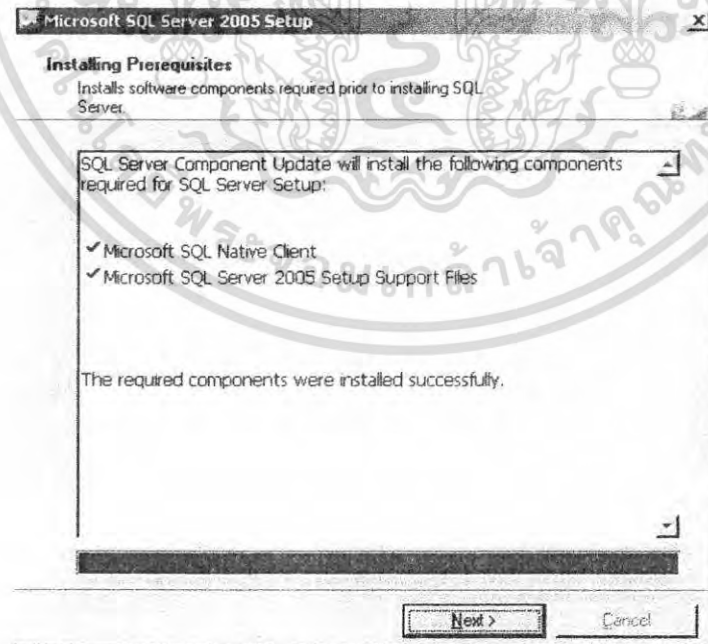 Microsoft SQL Server 2005 Setup
Installing Prerequisites
Installs software components required prior to installing SQL
Server.
SQL Server Component Update will install the following components
required for SQL Server Setup:
Microsoft SQL Native Client
Microsoft SQL Server 2005 Setup Support Files
The required components were installed successfully.
Next >
Cancel